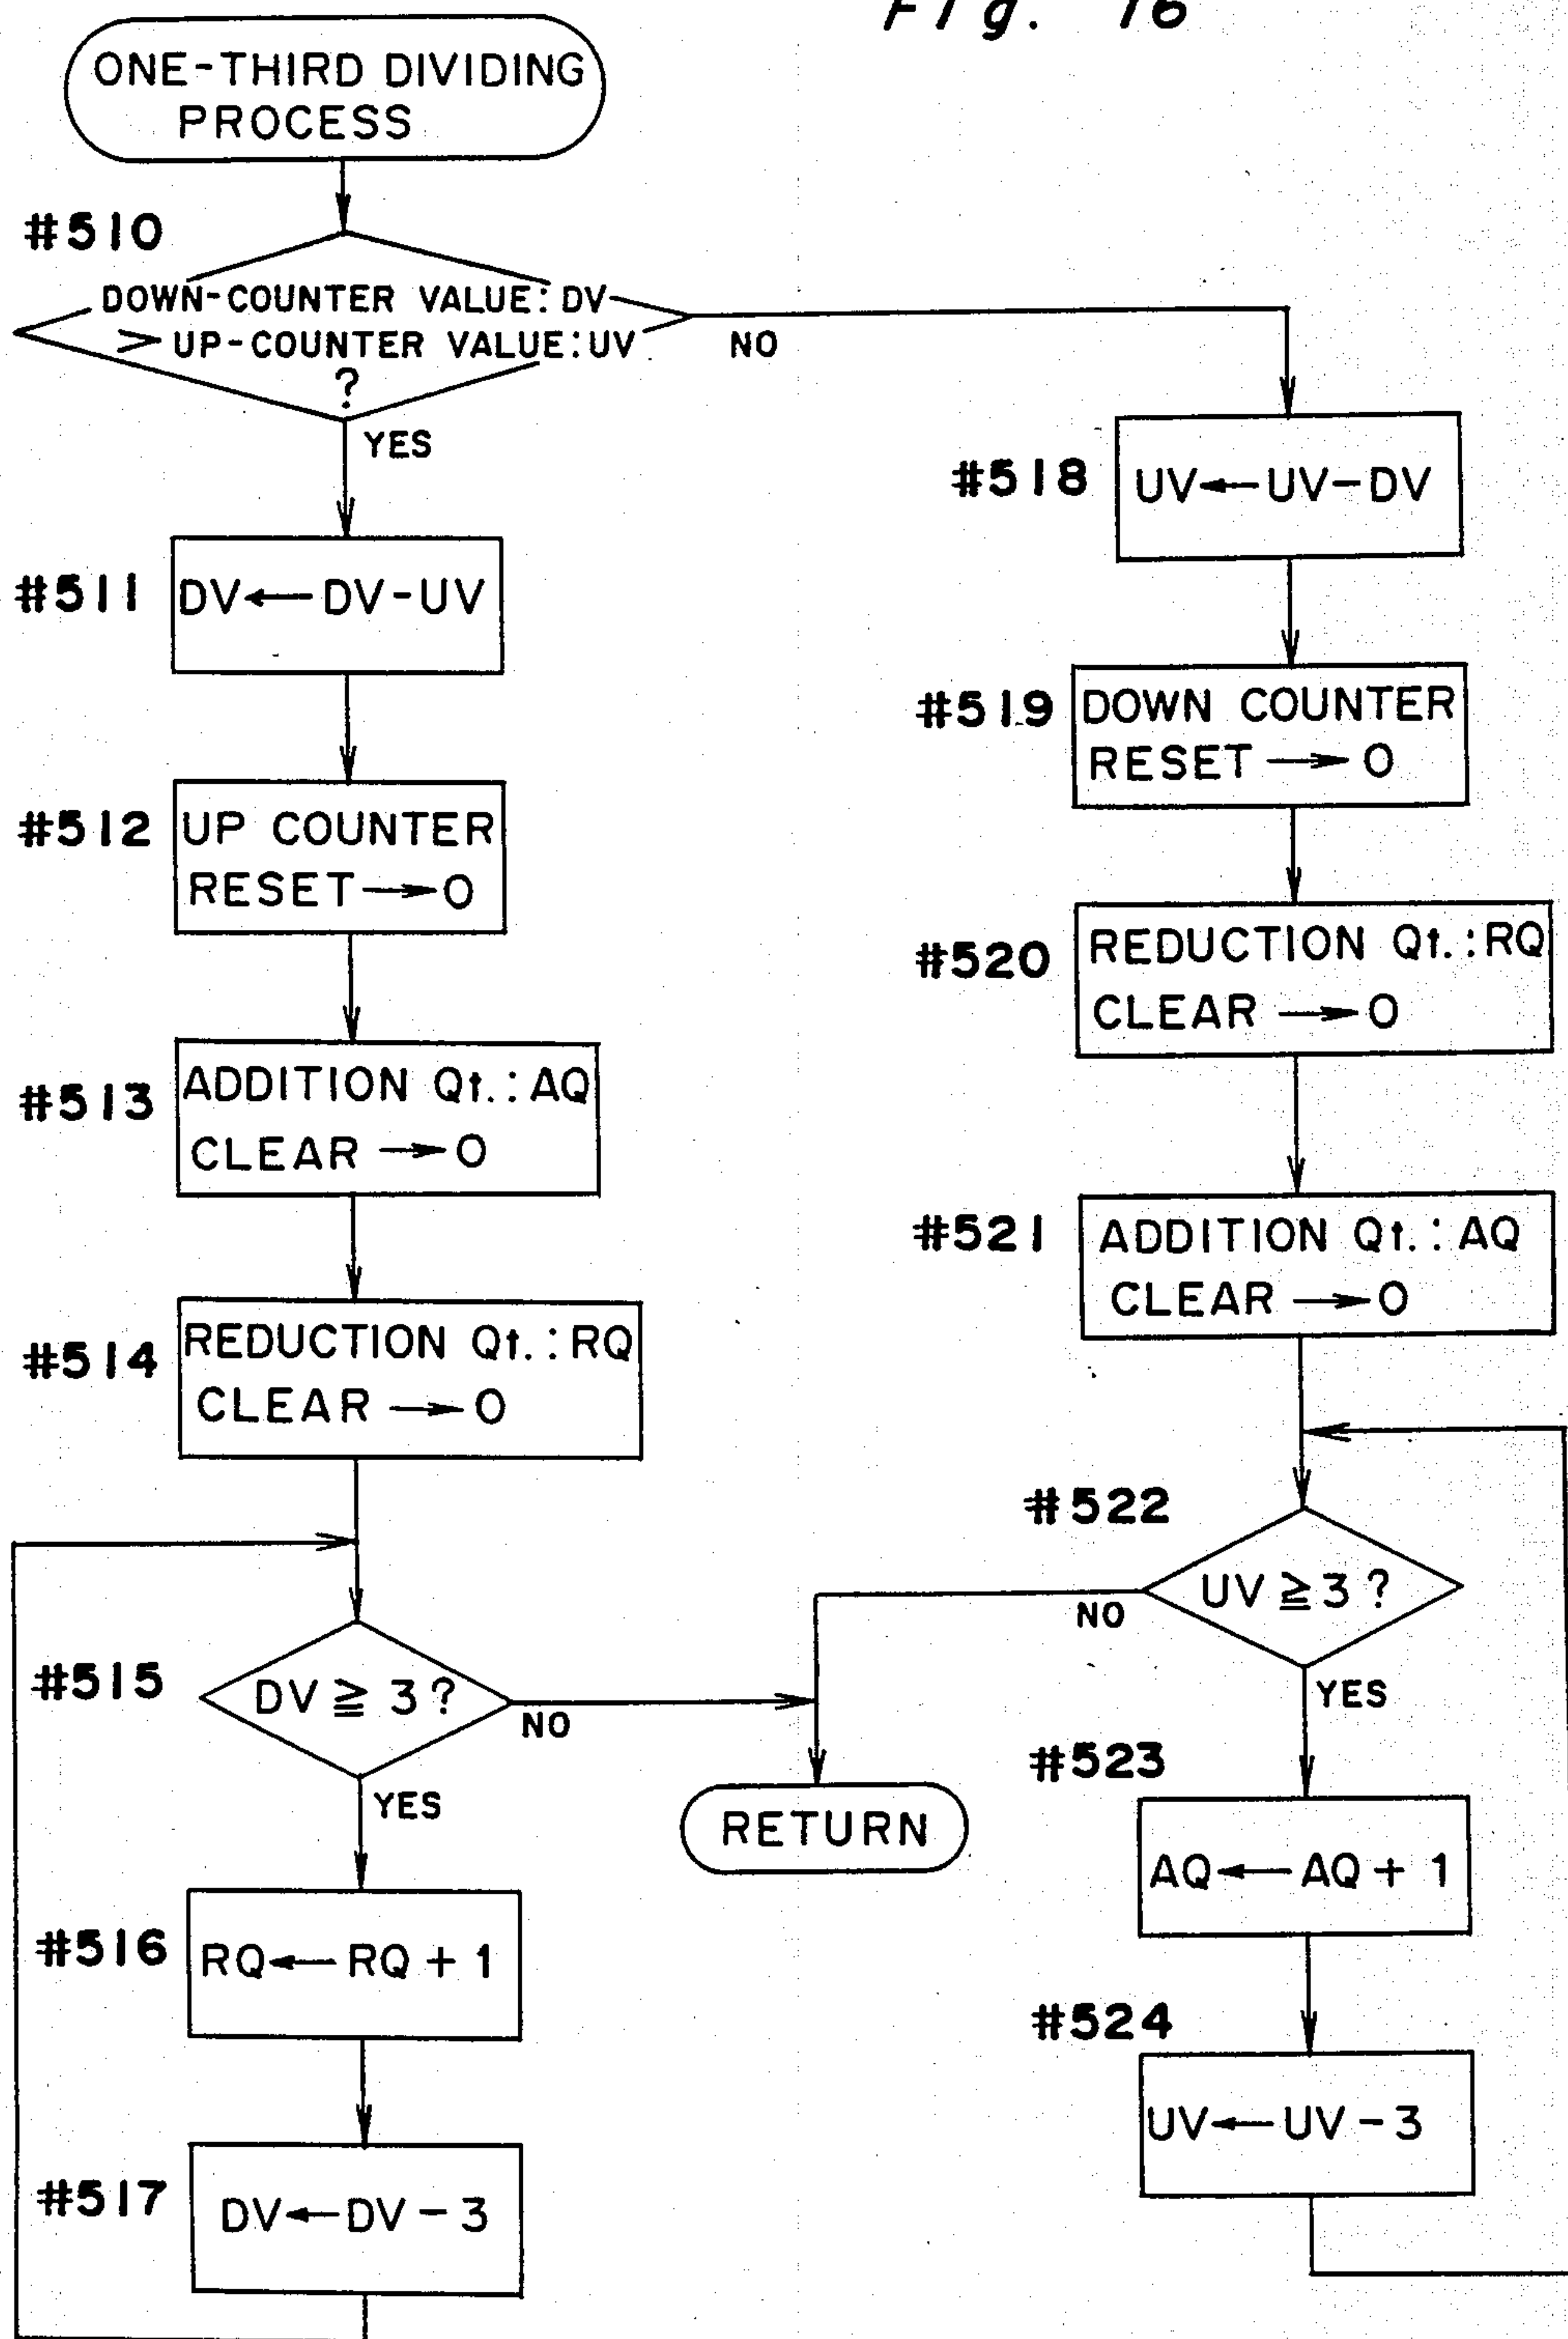 Fig. 16
ONE-THIRD DIVIDING
PROCESS
#510
DOWN-COUNTER VALUE:DV
> UP-COUNTER VALUE:UV
?
NO
YES
#511
DV←DV-UV
#512
UP COUNTER
RESET→0
#513
ADDITION Qt.:AQ
CLEAR→0
#514
REDUCTION Qt.:RQ
CLEAR→0
#515
DV≧3?
NO
YES
#516
RQ←RQ+1
#517
DV←DV-3
#518
UV←UV-DV
#519
DOWN COUNTER
RESET→0
#520
REDUCTION Qt.:RQ
CLEAR→0
#521
ADDITION Qt.:AQ
CLEAR→0
#522
UV≧3?
NO
YES
#523
AQ←AQ+1
#524
UV←UV-3
RETURN